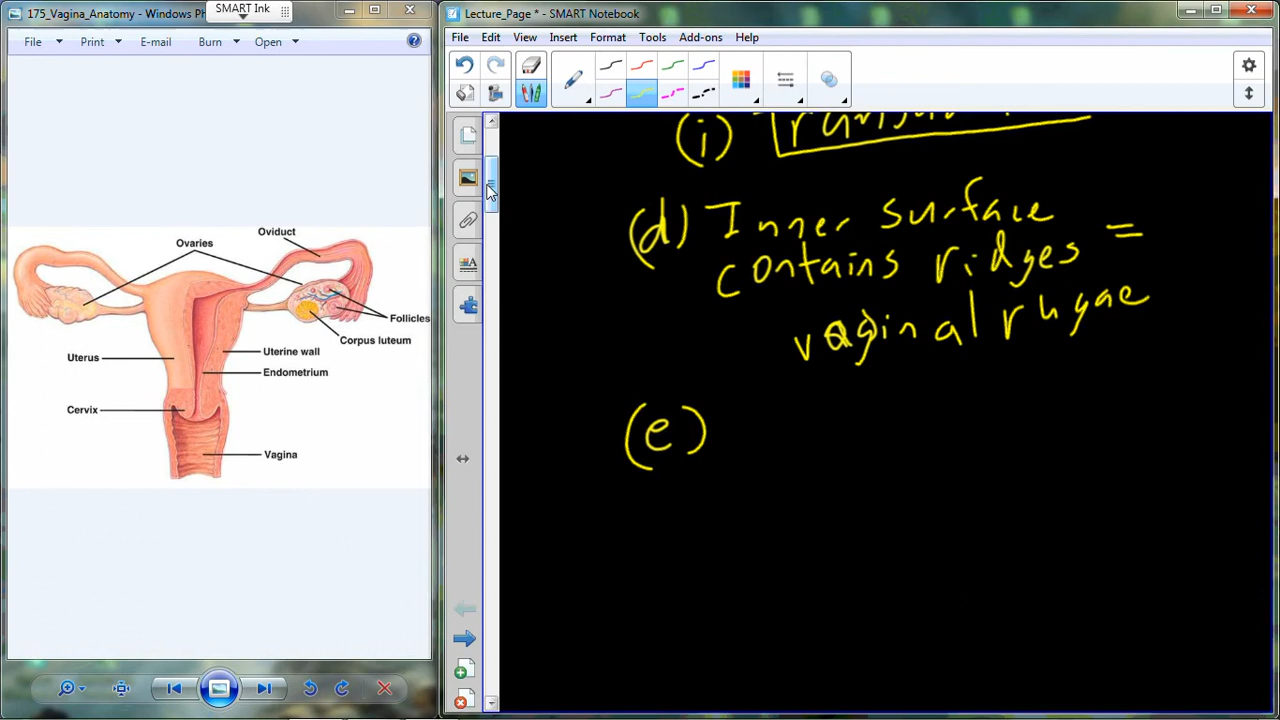 175_Vagina_Anatomy - Windows Ph
SMART Ink
File Print E-mail Burn Open
Ovaries
Oviduct
Follicles
Corpus luteum
Uterus
Uterine wall
Endometrium
Cervix
Vagina
Lecture_Page * - SMART Notebook
File Edit View Insert Format Tools Add-ons Help
(i)
(d) Inner surface
contains ridges =
vaginal rugae
(e)